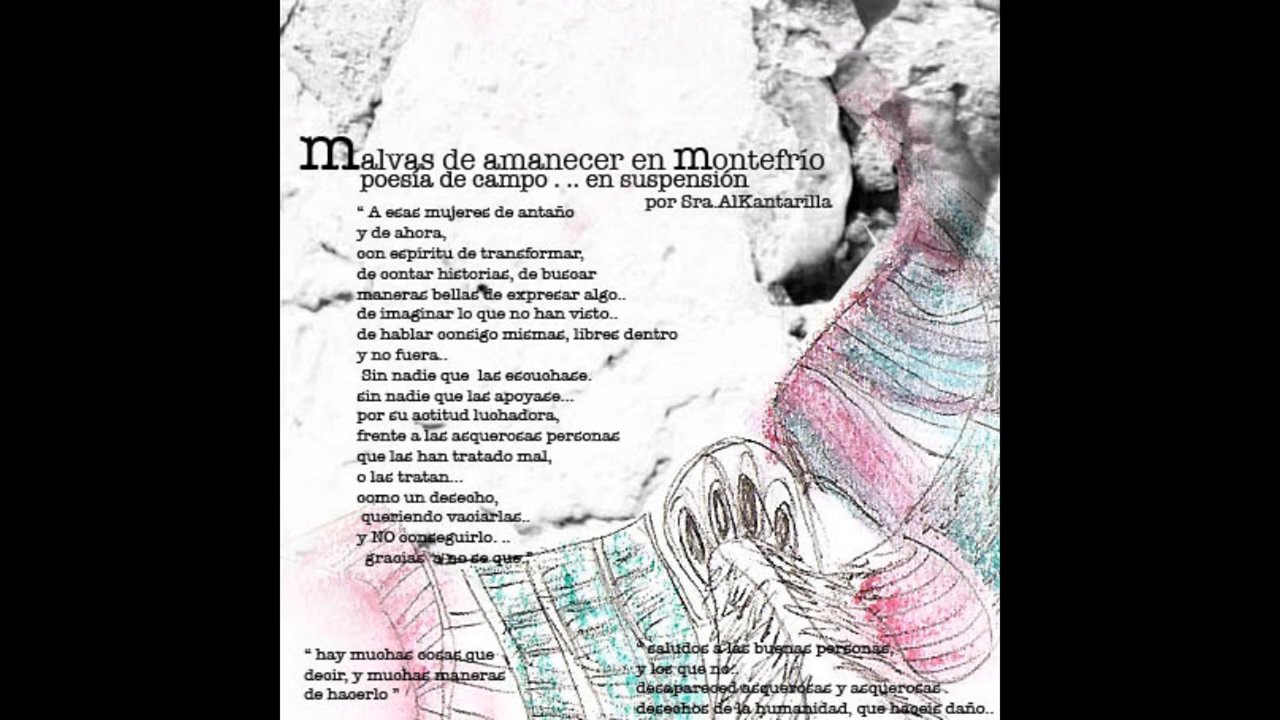 malvas de amanecer en montefrío
poesía de campo . .. en suspensión
por Sra.AlKantarilla
“ A esas mujeres de antaño
y de ahora,
con espiritu de transformar,
de contar historias, de buscar
maneras bellas de expresar algo..
de imaginar lo que no han visto..
de hablar consigo mismas, libres dentro
y no fuera..
Sin nadie que las escuchase.
sin nadie que las apoyase...
por su actitud luchadora,
frente a las asquerosas personas
que las han tratado mal,
o las tratan...
como un desecho,
queriendo vaciarlas..
y NO conseguirlo. ..
gracias a no se que ”
“ hay muchas cosas que
decir, y muchas maneras
de hacerlo ”
“ saludos a las buenas personas,
y los que no..
desapareced asquerosas y asquerosas .
desechos de la humanidad, que haceis daño..